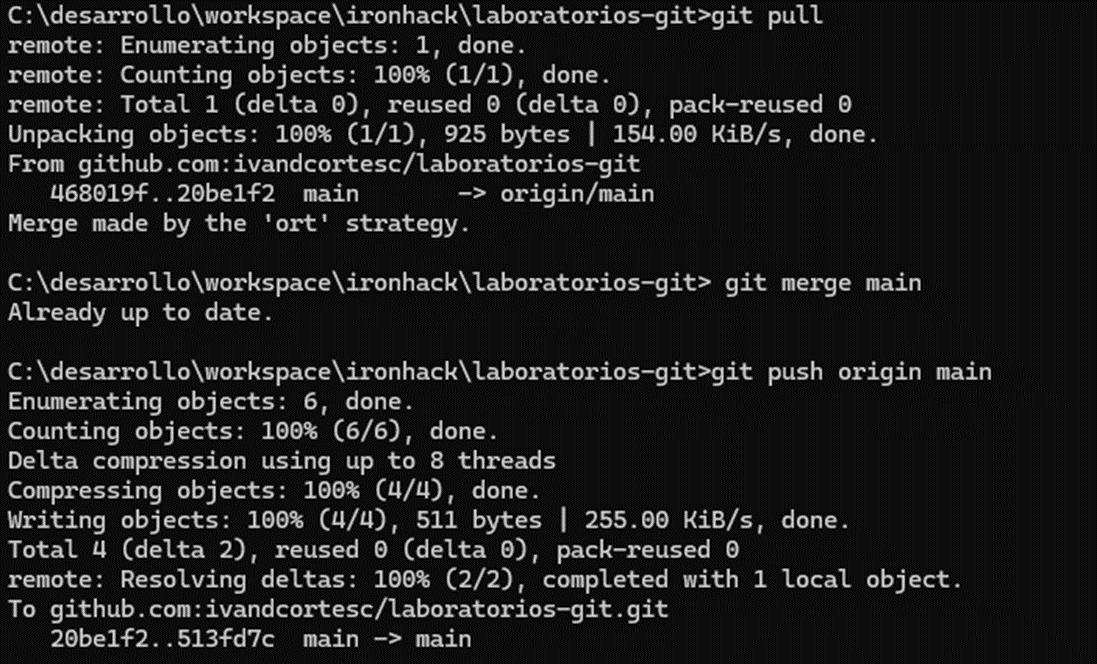 C:\desarrollo\workspace\ironhack\laboratorios-git>git pull
remote: Enumerating objects: 1, done.
remote: Counting objects: 100% (1/1), done.
remote: Total 1 (delta 0), reused 0 (delta 0), pack-reused 0
Unpacking objects: 100% (1/1), 925 bytes | 154.00 KiB/s, done.
From github.com:ivandcortesc/laboratorios-git
   468019f..20be1f2  main       -> origin/main
Merge made by the 'ort' strategy.

C:\desarrollo\workspace\ironhack\laboratorios-git> git merge main
Already up to date.

C:\desarrollo\workspace\ironhack\laboratorios-git>git push origin main
Enumerating objects: 6, done.
Counting objects: 100% (6/6), done.
Delta compression using up to 8 threads
Compressing objects: 100% (4/4), done.
Writing objects: 100% (4/4), 511 bytes | 255.00 KiB/s, done.
Total 4 (delta 2), reused 0 (delta 0), pack-reused 0
remote: Resolving deltas: 100% (2/2), completed with 1 local object.
To github.com:ivandcortesc/laboratorios-git.git
   20be1f2..513fd7c  main -> main